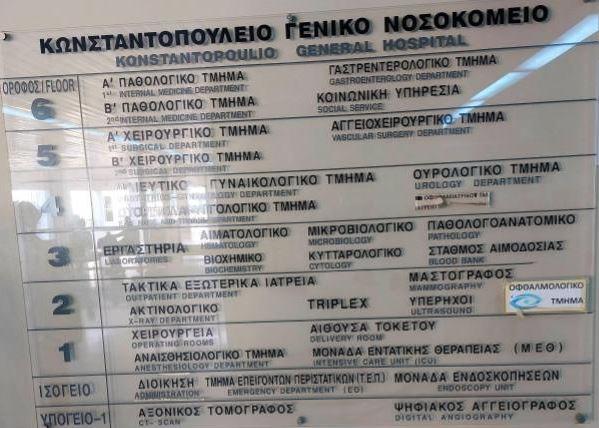 ΚΩΝΣΤΑΝΤΟΠΟΥΛΕΙΟ ΓΕΝΙΚΟ ΝΟΣΟΚΟΜΕΙΟ
KONSTANTOPOULIO GENERAL HOSPITAL
ΟΡΟΦΟΣ/FLOOR
6
Α' ΠΑΘΟΛΟΓΙΚΟ ΤΜΗΜΑ ΓΑΣΤΡΕΝΤΕΡΟΛΟΓΙΚΟ ΤΜΗΜΑ
1st INTERNAL MEDICINE DEPARTMENT GASTROENTEROLOGY DEPARTMENT
Β' ΠΑΘΟΛΟΓΙΚΟ ΤΜΗΜΑ ΚΟΙΝΩΝΙΚΗ ΥΠΗΡΕΣΙΑ
2nd INTERNAL MEDICINE DEPARTMENT SOCIAL SERVICE
5
Α' ΧΕΙΡΟΥΡΓΙΚΟ ΤΜΗΜΑ ΑΓΓΕΙΟΧΕΙΡΟΥΡΓΙΚΟ ΤΜΗΜΑ
1st SURGICAL DEPARTMENT VASCULAR SURGERY DEPARTMENT
Β' ΧΕΙΡΟΥΡΓΙΚΟ ΤΜΗΜΑ
2nd SURGICAL DEPARTMENT
4
ΓΥΝΑΙΚΟΛΟΓΙΚΟ ΤΜΗΜΑ ΟΥΡΟΛΟΓΙΚΟ ΤΜΗΜΑ
DEPARTMENT UROLOGY DEPARTMENT
ΤΜΗΜΑ
DEPARTMENT
3
ΕΡΓΑΣΤΗΡΙΑ ΑΙΜΑΤΟΛΟΓΙΚΟ ΜΙΚΡΟΒΙΟΛΟΓΙΚΟ ΠΑΘΟΛΟΓΟΑΝΑΤΟΜΙΚΟ
LABORATORIES HEMATOLOGY MICROBIOLOGY PATHOLOGY
ΒΙΟΧΗΜΙΚΟ ΚΥΤΤΑΡΟΛΟΓΙΚΟ ΣΤΑΘΜΟΣ ΑΙΜΟΔΟΣΙΑΣ
BIOCHEMISTRY CYTOLOGY BLOOD BANK
2
ΤΑΚΤΙΚΑ ΕΞΩΤΕΡΙΚΑ ΙΑΤΡΕΙΑ ΜΑΣΤΟΓΡΑΦΟΣ
OUTPATIENT DEPARTMENT MAMMOGRAPHY
ΑΚΤΙΝΟΛΟΓΙΚΟ TRIPLEX ΥΠΕΡΗΧΟΙ
X-RAY DEPARTMENT ULTRASOUND
ΟΦΘΑΛΜΟΛΟΓΙΚΟ
ΤΜΗΜΑ
1
ΧΕΙΡΟΥΡΓΕΙΑ ΑΙΘΟΥΣΑ ΤΟΚΕΤΟΥ
OPERATING ROOMS DELIVERY ROOM
ΑΝΑΙΣΘΗΣΙΟΛΟΓΙΚΟ ΤΜΗΜΑ ΜΟΝΑΔΑ ΕΝΤΑΤΙΚΗΣ ΘΕΡΑΠΕΙΑΣ (ΜΕΘ)
ANESTHESIOLOGY DEPARTMENT INTENSIVE CARE UNIT (ICU)
ΙΣΟΓΕΙΟ ΔΙΟΙΚΗΣΗ ΤΜΗΜΑ ΕΠΕΙΓΟΝΤΩΝ ΠΕΡΙΣΤΑΤΙΚΩΝ (Τ.Ε.Π.) ΜΟΝΑΔΑ ΕΝΔΟΣΚΟΠΗΣΕΩΝ
ADMINISTRATION EMERGENCY DEPARTMENT (ED) ENDOSCOPY UNIT
ΥΠΟΓΕΙΟ-1 ΑΞΟΝΙΚΟΣ ΤΟΜΟΓΡΑΦΟΣ ΨΗΦΙΑΚΟΣ ΑΓΓΕΙΟΓΡΑΦΟΣ
CT- SCAN DIGITAL ANGIOGRAPHY